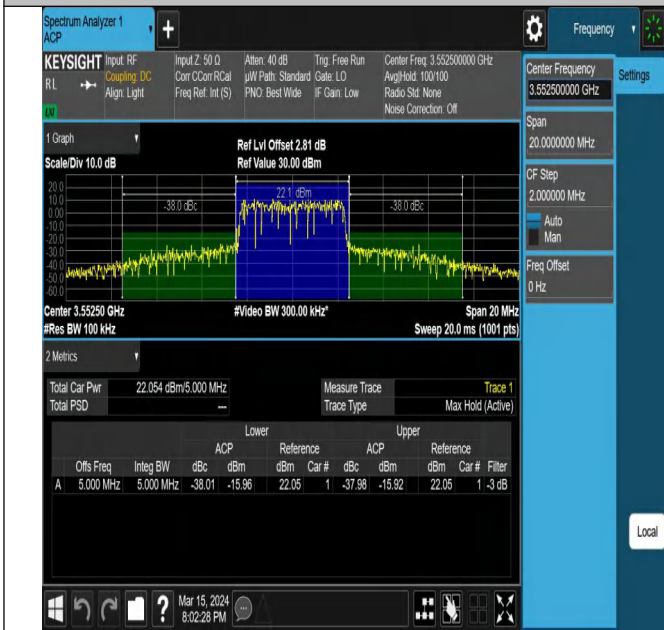 Spectrum Analyzer 1
ACP
+
Frequency
KEYSIGHT
Input: RF
Input Z: 50 Ω
Atten: 40 dB
Trig: Free Run
Center Freq: 3.552500000 GHz
RL
Coupling: DC
Corr CCorr RCal
µW Path: Standard
Gate: LO
Avg|Hold: 100/100
Align: Light
Freq Ref: Int (S)
PNO: Best Wide
IF Gain: Low
Radio Std: None
Noise Correction: Off
LXI
Center Frequency
3.552500000 GHz
Settings
Span
20.0000000 MHz
CF Step
2.000000 MHz
Auto
Man
Freq Offset
0 Hz
Local
1 Graph
Ref Lvl Offset 2.81 dB
Scale/Div 10.0 dB
Ref Value 30.00 dBm
22.1 dBm
-38.0 dBc
-38.0 dBc
20.0
10.0
0.00
-10.0
-20.0
-30.0
-40.0
-50.0
-60.0
Center 3.55250 GHz
#Video BW 300.00 kHz*
Span 20 MHz
#Res BW 100 kHz
Sweep 20.0 ms (1001 pts)
2 Metrics
Total Car Pwr 22.054 dBm/5.000 MHz Measure Trace Trace 1
Total PSD --- Trace Type Max Hold (Active)
Lower Upper
ACP Reference ACP Reference
Offs Freq Integ BW dBc dBm dBm Car # dBc dBm dBm Car # Filter
A 5.000 MHz 5.000 MHz -38.01 -15.96 22.05 1 -37.98 -15.92 22.05 1 -3 dB
?
Mar 15, 2024
8:02:28 PM